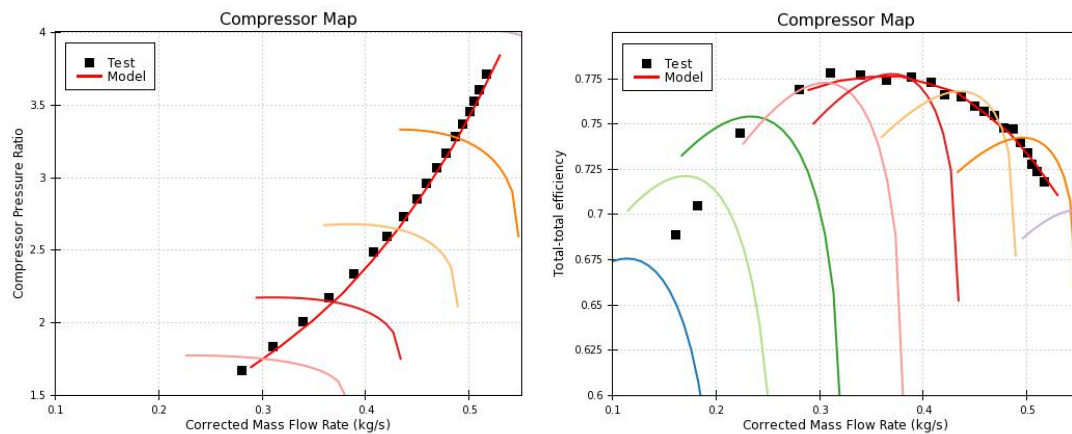 Compressor Map
4
3.5
3
2.5
2
1.5
Compressor Pressure Ratio
Test
Model
0.1 0.2 0.3 0.4 0.5
Corrected Mass Flow Rate (kg/s)
Compressor Map
0.775
0.75
0.725
0.7
0.675
0.65
0.625
0.6
Total-total efficiency
Test
Model
0.1 0.2 0.3 0.4 0.5
Corrected Mass Flow Rate (kg/s)